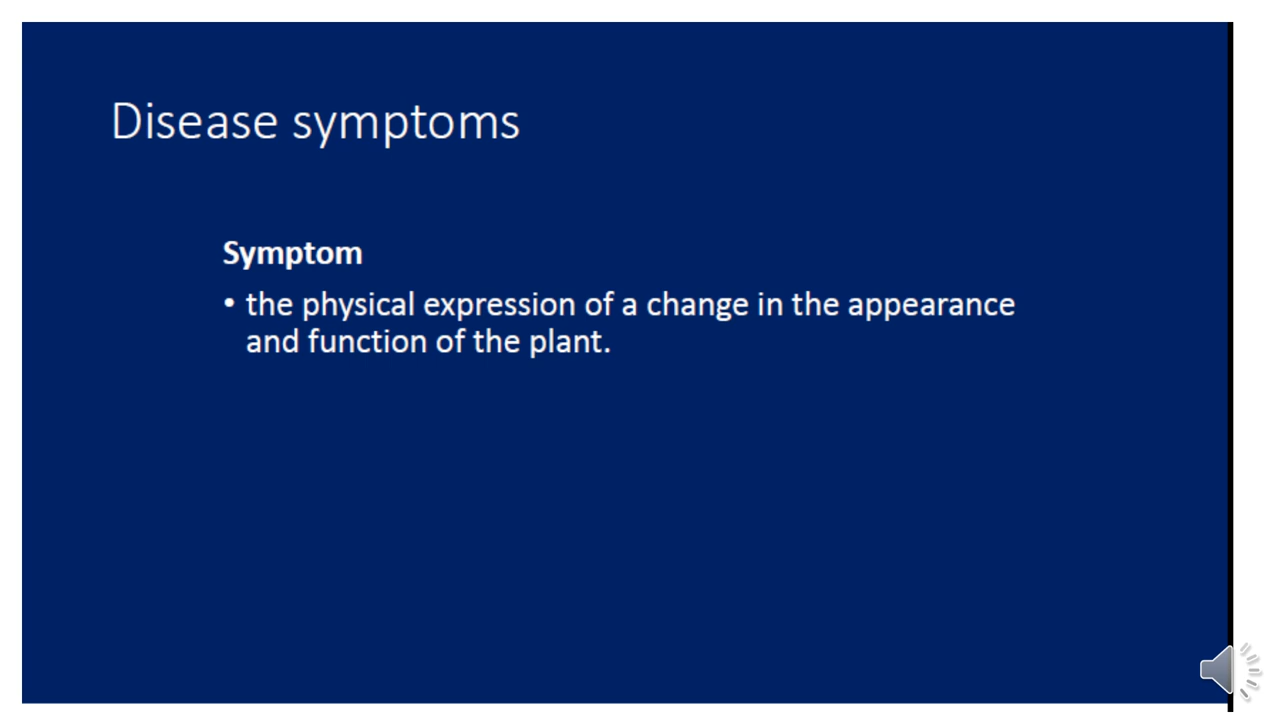 Disease symptoms
Symptom
• the physical expression of a change in the appearance
and function of the plant.